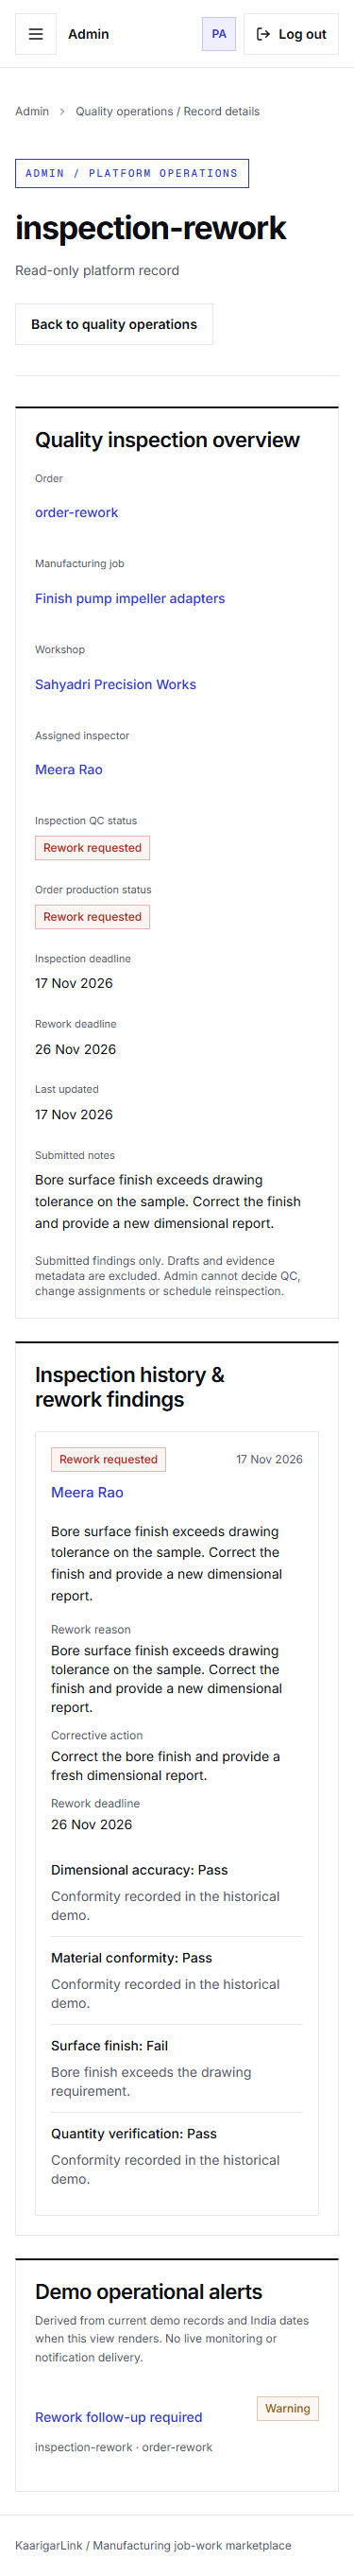 Admin
PA
Log out
Admin > Quality operations / Record details
ADMIN / PLATFORM OPERATIONS
inspection-rework
Read-only platform record
Back to quality operations
Quality inspection overview
Order
order-rework
Manufacturing job
Finish pump impeller adapters
Workshop
Sahyadri Precision Works
Assigned inspector
Meera Rao
Inspection QC status
Rework requested
Order production status
Rework requested
Inspection deadline
17 Nov 2026
Rework deadline
26 Nov 2026
Last updated
17 Nov 2026
Submitted notes
Bore surface finish exceeds drawing
tolerance on the sample. Correct the finish
and provide a new dimensional report.
Submitted findings only. Drafts and evidence
metadata are excluded. Admin cannot decide QC,
change assignments or schedule reinspection.
Inspection history &
rework findings
Rework requested
17 Nov 2026
Meera Rao
Bore surface finish exceeds drawing
tolerance on the sample. Correct the
finish and provide a new dimensional
report.
Rework reason
Bore surface finish exceeds drawing
tolerance on the sample. Correct the
finish and provide a new dimensional
report.
Corrective action
Correct the bore finish and provide a
fresh dimensional report.
Rework deadline
26 Nov 2026
Dimensional accuracy: Pass
Conformity recorded in the historical
demo.
Material conformity: Pass
Conformity recorded in the historical
demo.
Surface finish: Fail
Bore finish exceeds the drawing
requirement.
Quantity verification: Pass
Conformity recorded in the historical
demo.
Demo operational alerts
Derived from current demo records and India dates
when this view renders. No live monitoring or
notification delivery.
Rework follow-up required
Warning
inspection-rework · order-rework
KaarigarLink / Manufacturing job-work marketplace